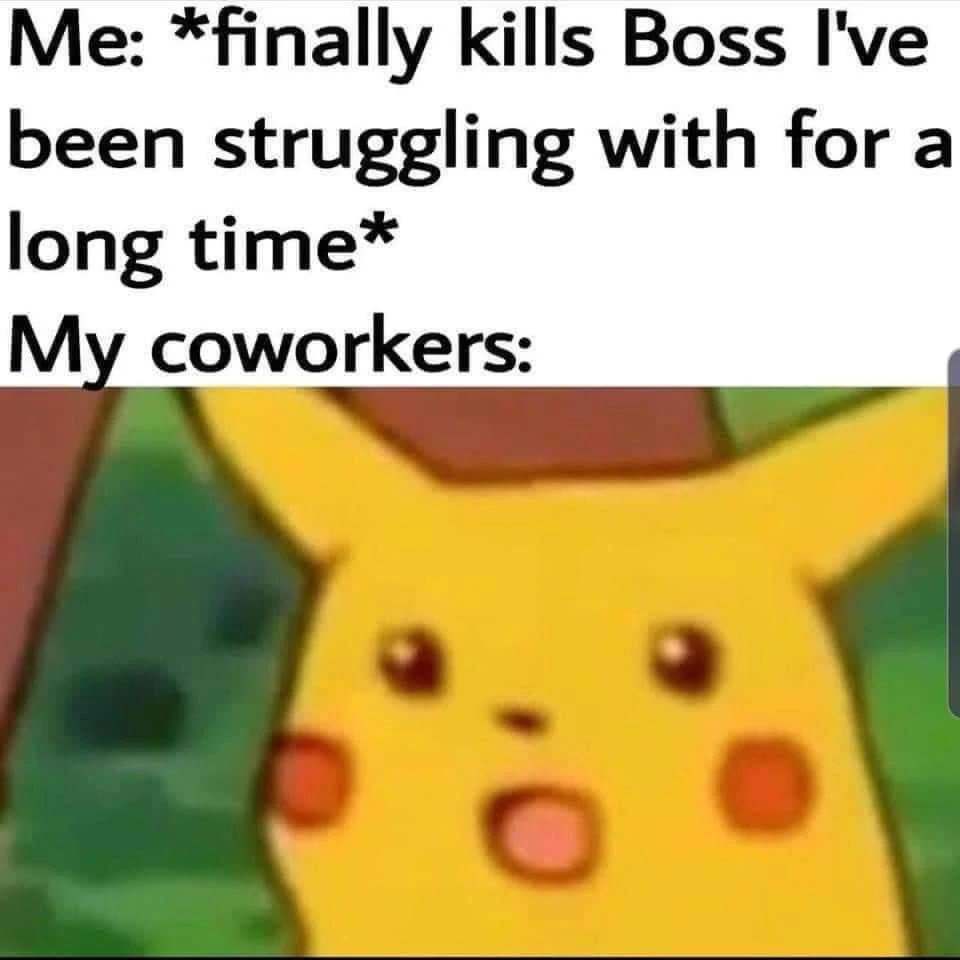 Me: *finally kills Boss I've
been struggling with for a
long time*
My coworkers: